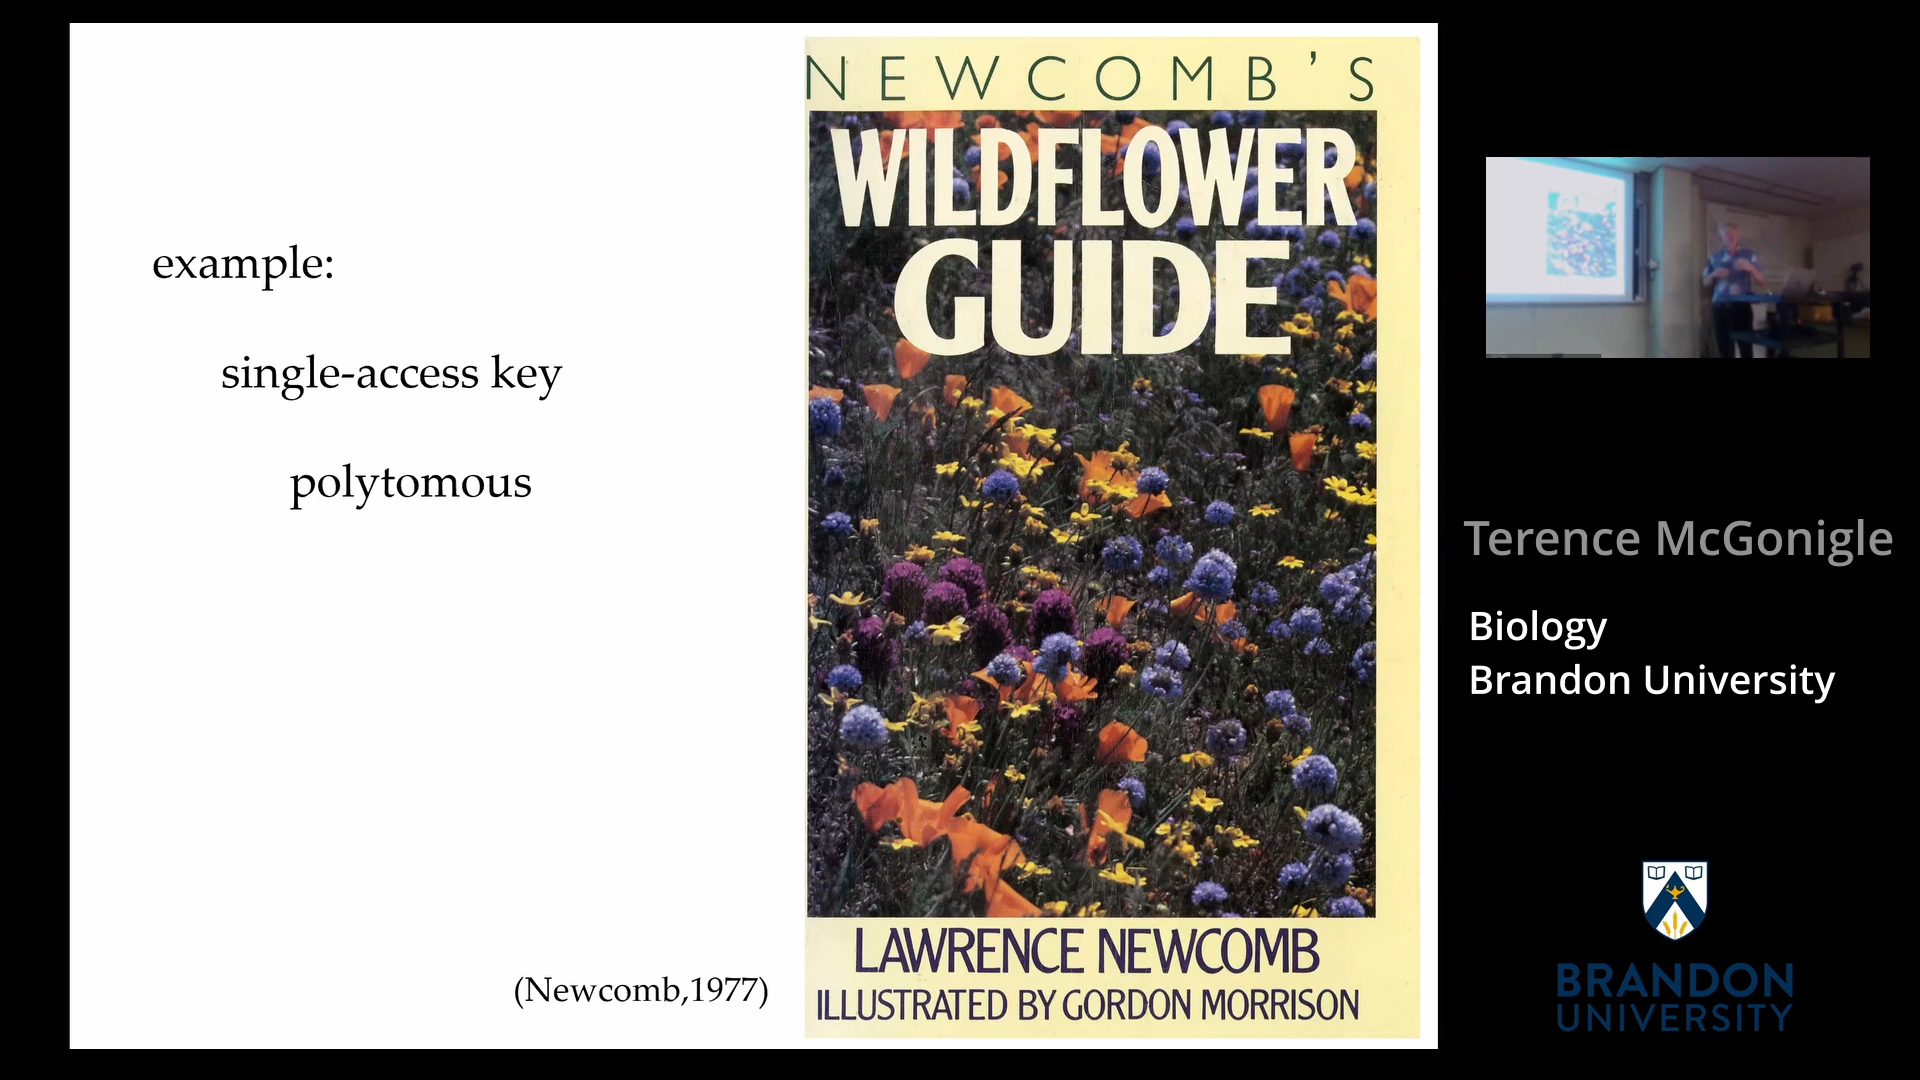 example:
single-access key
polytomous
(Newcomb,1977)
NEWCOMB'S
WILDFLOWER
GUIDE
LAWRENCE NEWCOMB
ILLUSTRATED BY GORDON MORRISON
Terence McGonigle
Biology
Brandon University
BRANDON
UNIVERSITY